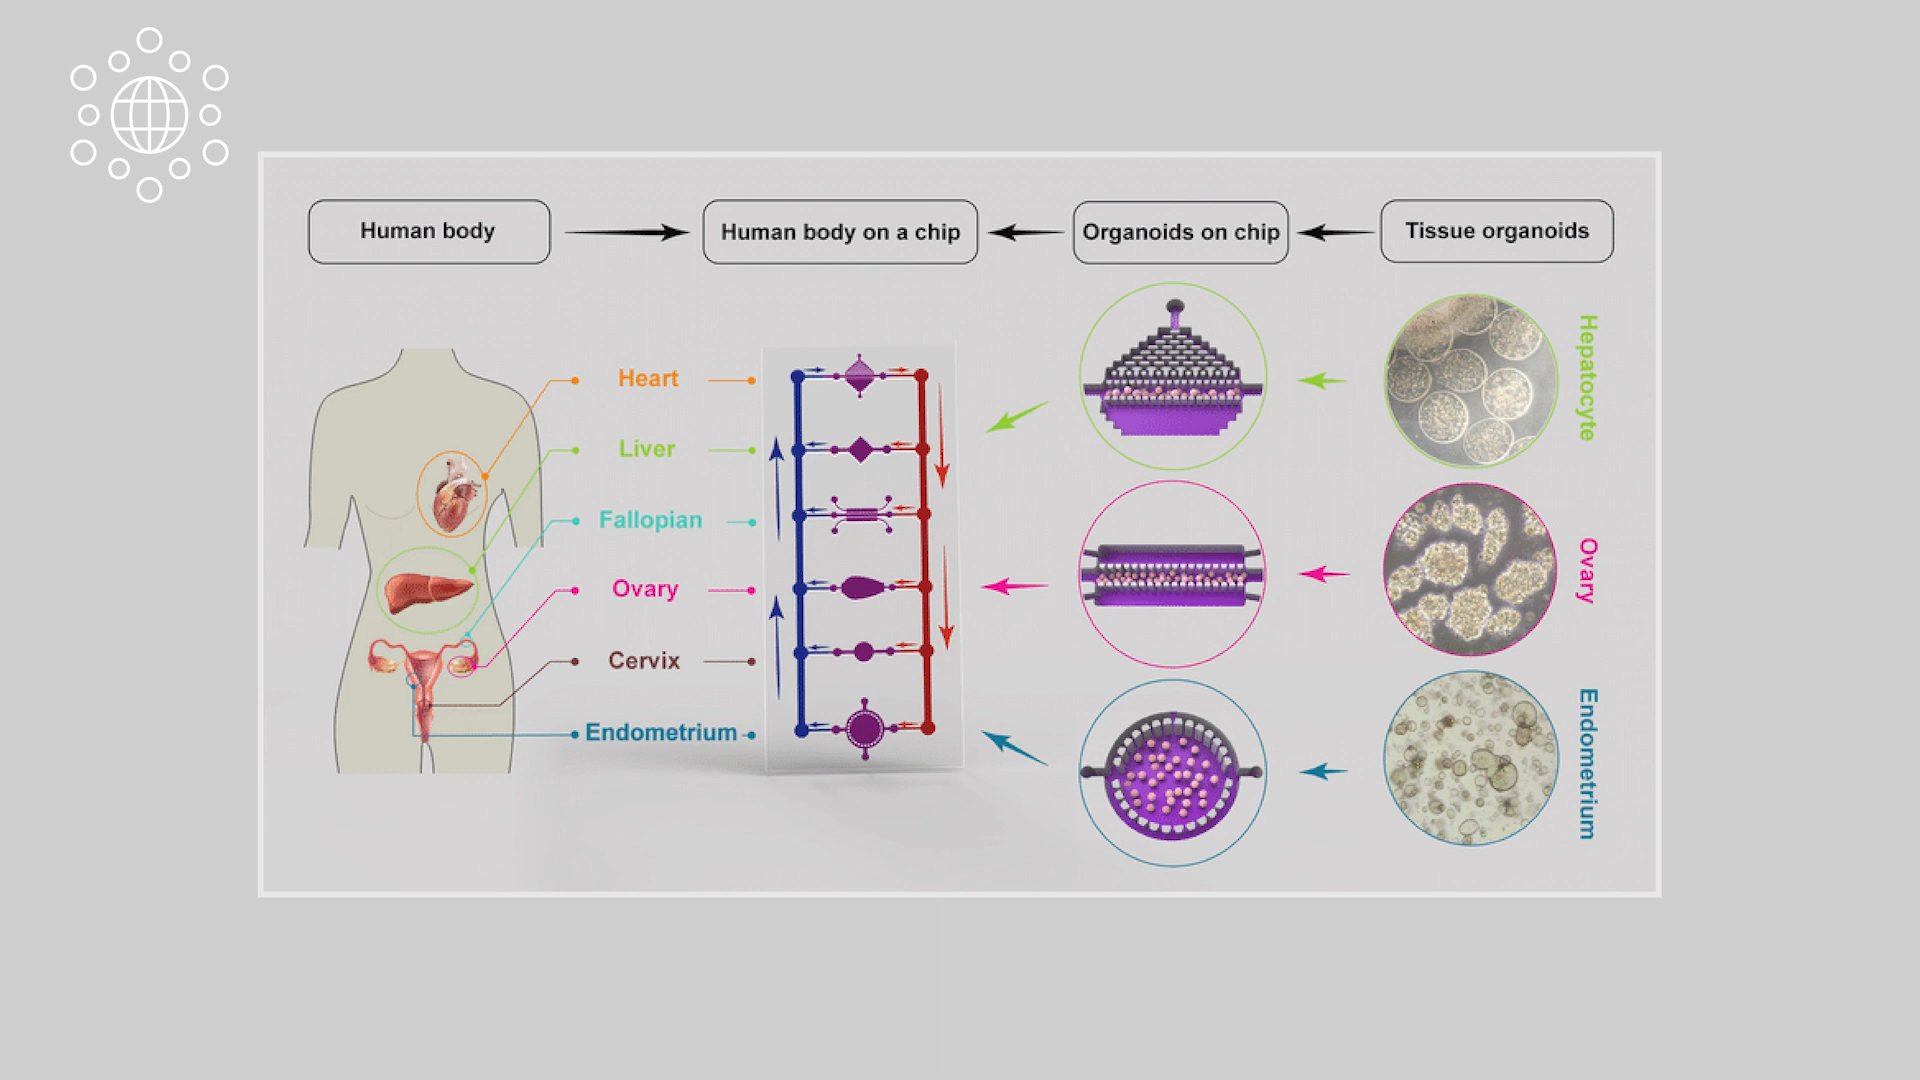 Human body
Human body on a chip
Organoids on chip
Tissue organoids
Heart
Liver
Fallopian
Ovary
Cervix
Endometrium
Hepatocyte
Ovary
Endometrium